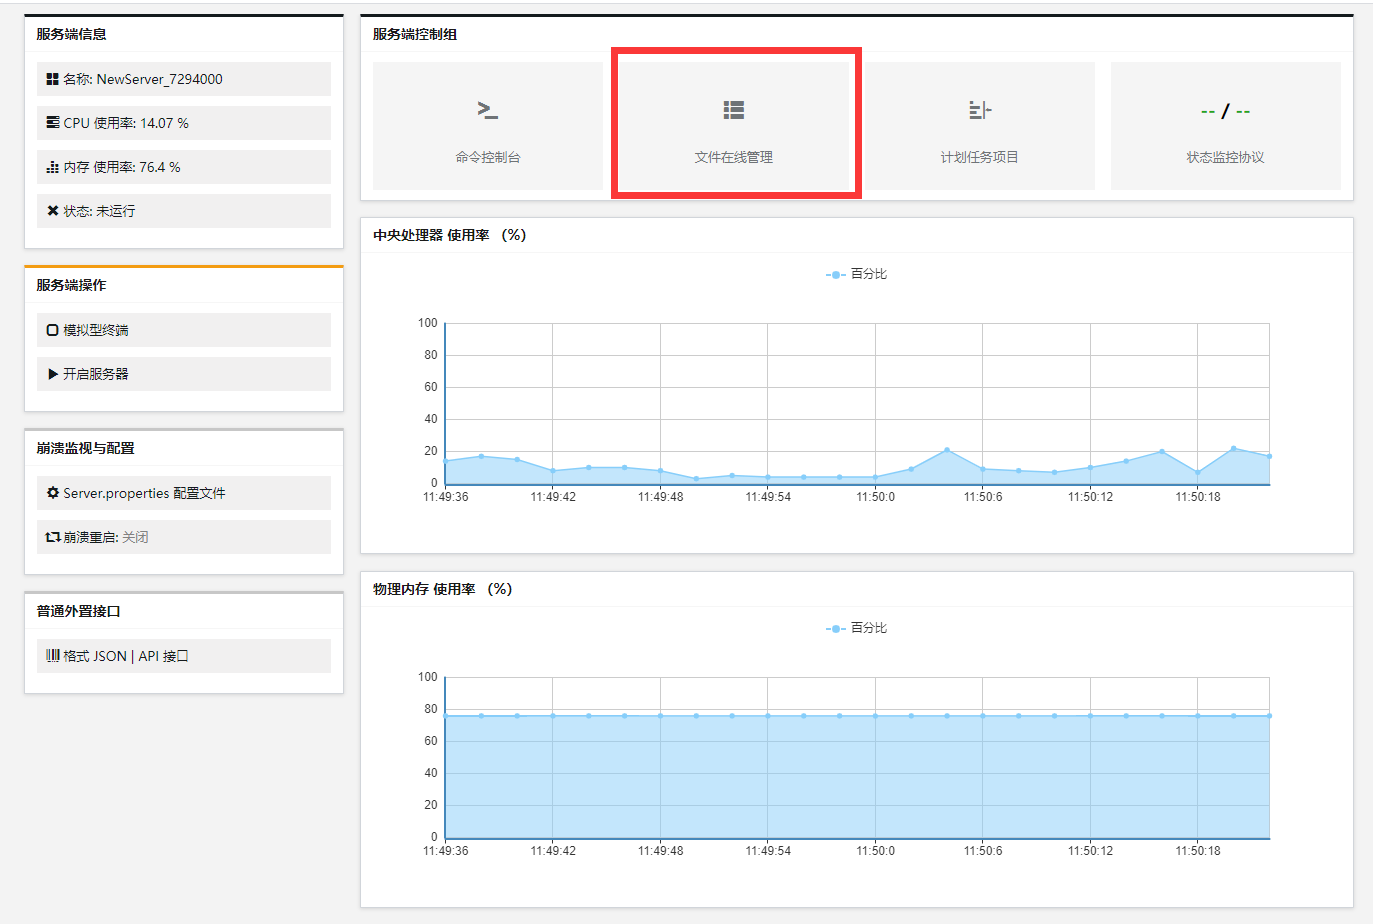 服务端信息
名称: NewServer_7294000
CPU 使用率: 14.07 %
内存 使用率: 76.4 %
状态: 未运行
服务端操作
模拟型终端
开启服务器
崩溃监视与配置
Server.properties 配置文件
崩溃重启: 关闭
普通外置接口
格式 JSON | API 接口
服务端控制组
命令控制台
文件在线管理
计划任务项目
-- / --
状态监控协议
中央处理器 使用率 （%）
百分比
100
80
60
40
20
0
11:49:36 11:49:42 11:49:48 11:49:54 11:50:0 11:50:6 11:50:12 11:50:18
物理内存 使用率 （%）
百分比
100
80
60
40
20
0
11:49:36 11:49:42 11:49:48 11:49:54 11:50:0 11:50:6 11:50:12 11:50:18